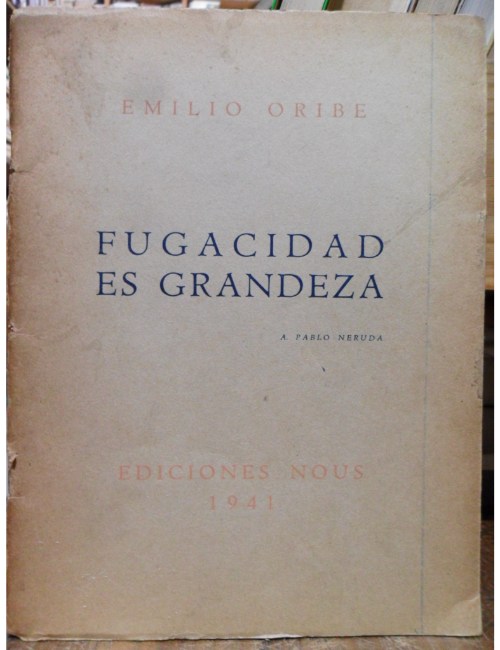 EMILIO ORIBE
FUGACIDAD
ES GRANDEZA
A. PABLO NERUDA
EDICIONES NOUS
1941